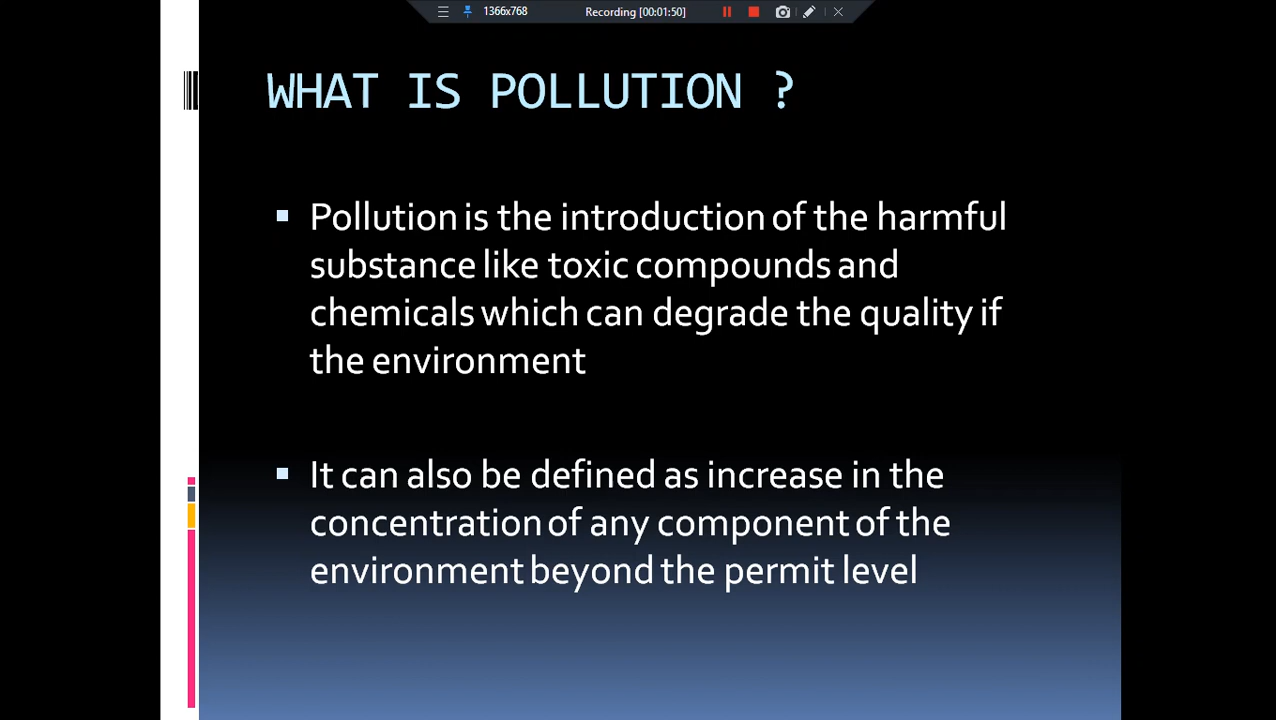 1366x768 Recording [00:01:50]
WHAT IS POLLUTION ?
Pollution is the introduction of the harmful
substance like toxic compounds and
chemicals which can degrade the quality if
the environment
It can also be defined as increase in the
concentration of any component of the
environment beyond the permit level